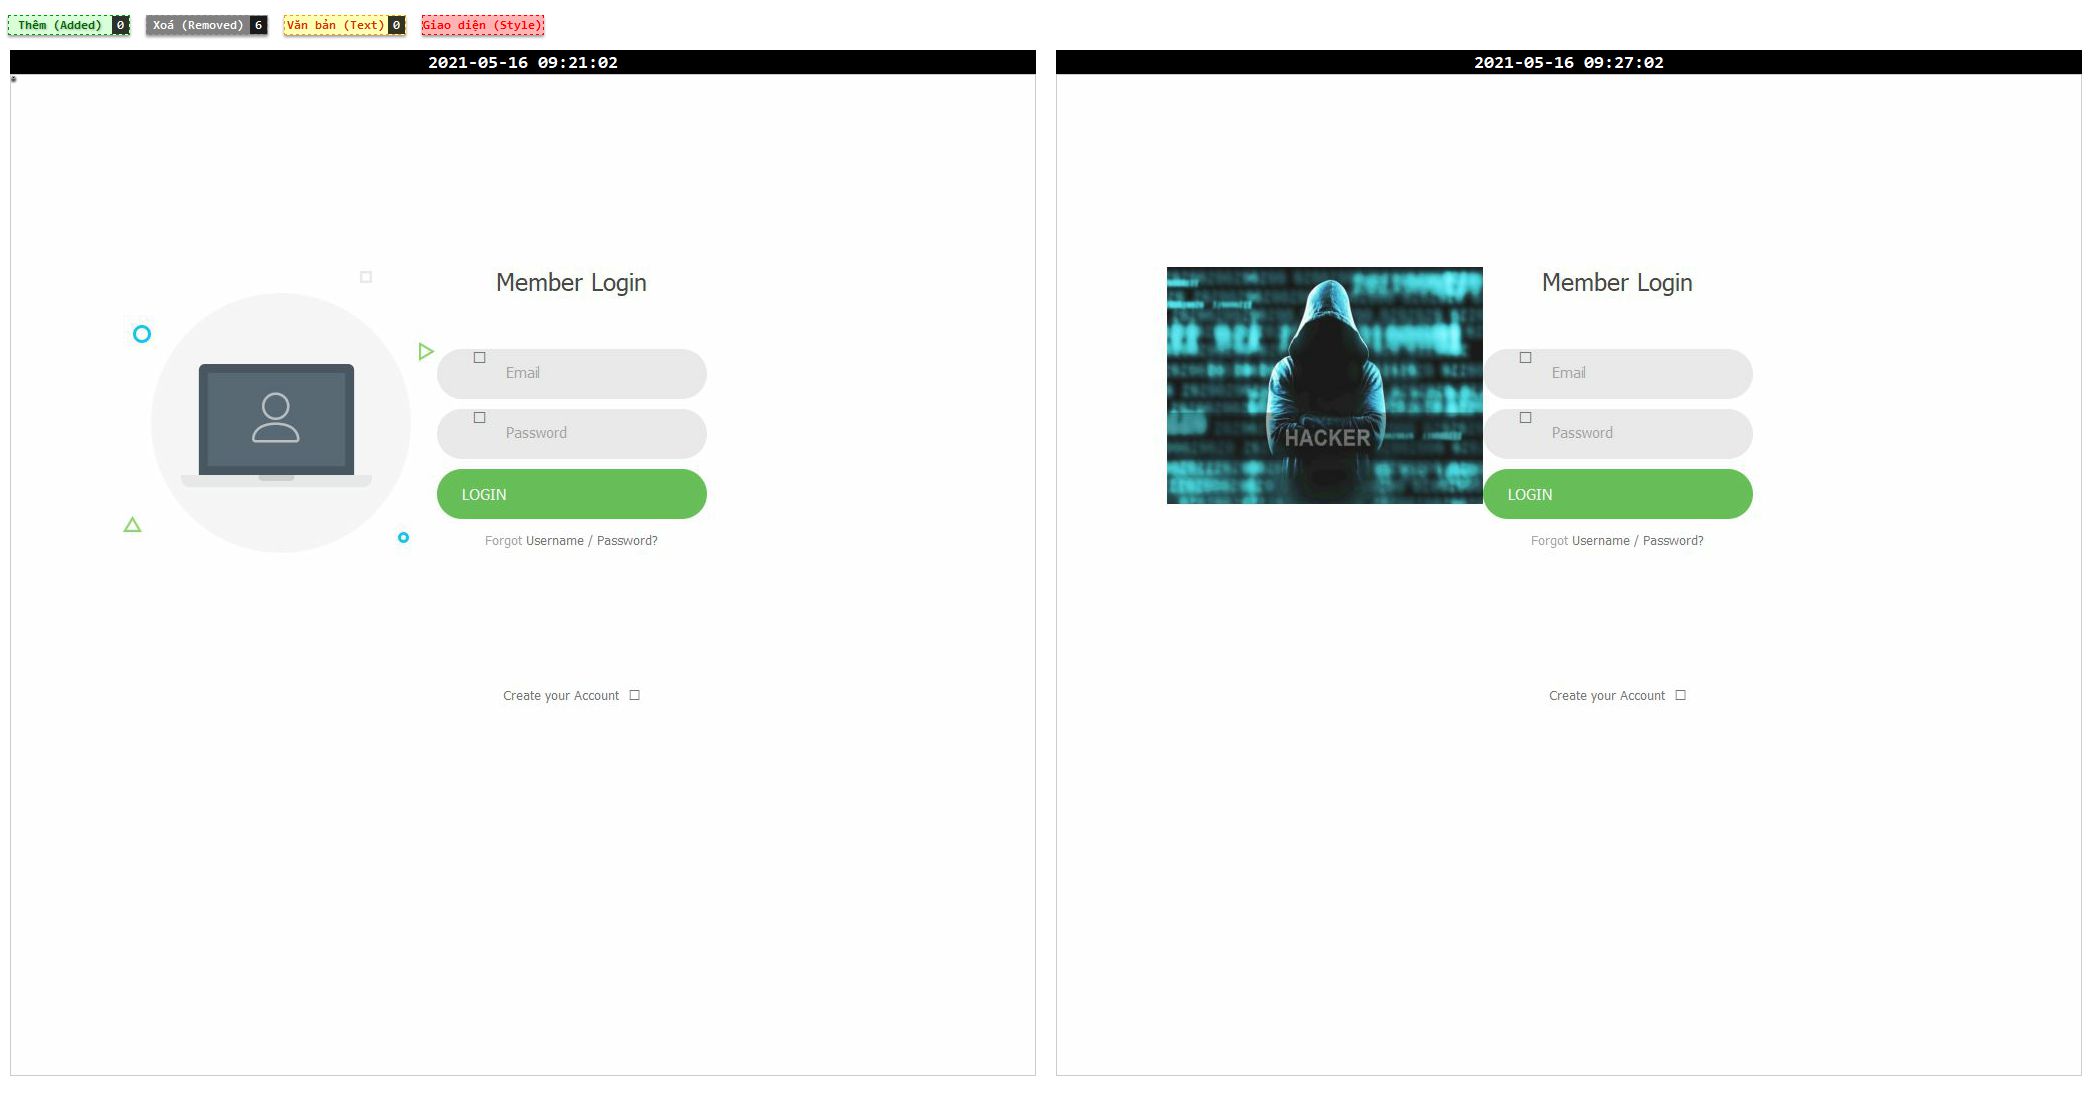 Thêm (Added) 0 Xoá (Removed) 6 Văn bản (Text) 0 Giao diện (Style)
2021-05-16 09:21:02
Member Login
Email
Password
LOGIN
Forgot Username / Password?
Create your Account
2021-05-16 09:27:02
HACKER
Member Login
Email
Password
LOGIN
Forgot Username / Password?
Create your Account